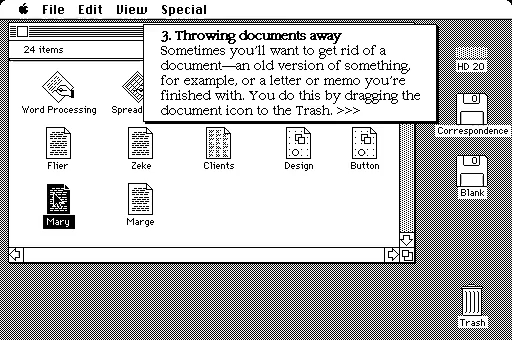 File Edit View Special
3. Throwing documents away
24 items
Sometimes you'll want to get rid of a
document—an old version of something,
for example, or a letter or memo you're
finished with. You do this by dragging the
document icon to the Trash. >>>
HD 20
Word Processing
Correspondence
Flier Zeke Clients Design Button
Blank
Mary Marge
Trash